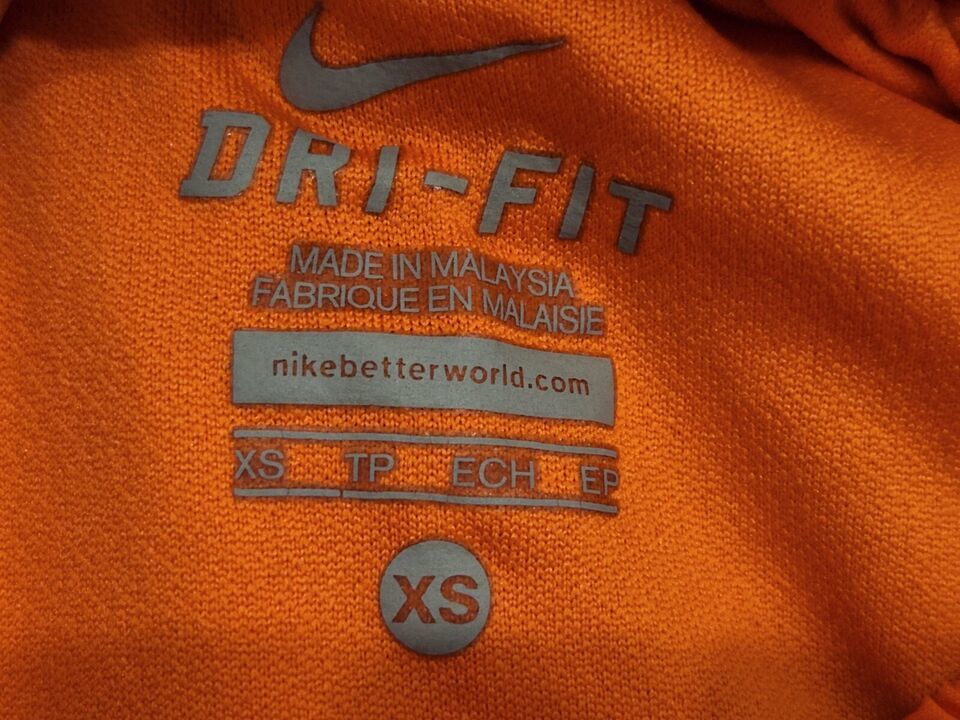 DRI-FIT
MADE IN MALAYSIA
FABRIQUE EN MALAISIE
nikebetterworld.com
XS TP ECH EP
XS